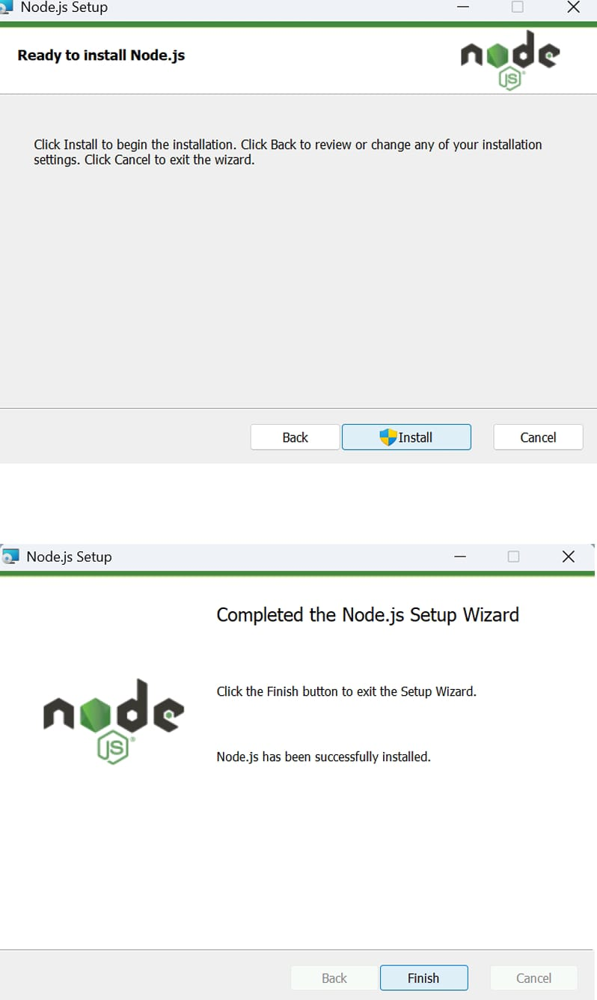 Node.js Setup
Ready to install Node.js
node
JS
Click Install to begin the installation. Click Back to review or change any of your installation
settings. Click Cancel to exit the wizard.
Back
Install
Cancel
Node.js Setup
Completed the Node.js Setup Wizard
node
JS
Click the Finish button to exit the Setup Wizard.
Node.js has been successfully installed.
Back
Finish
Cancel